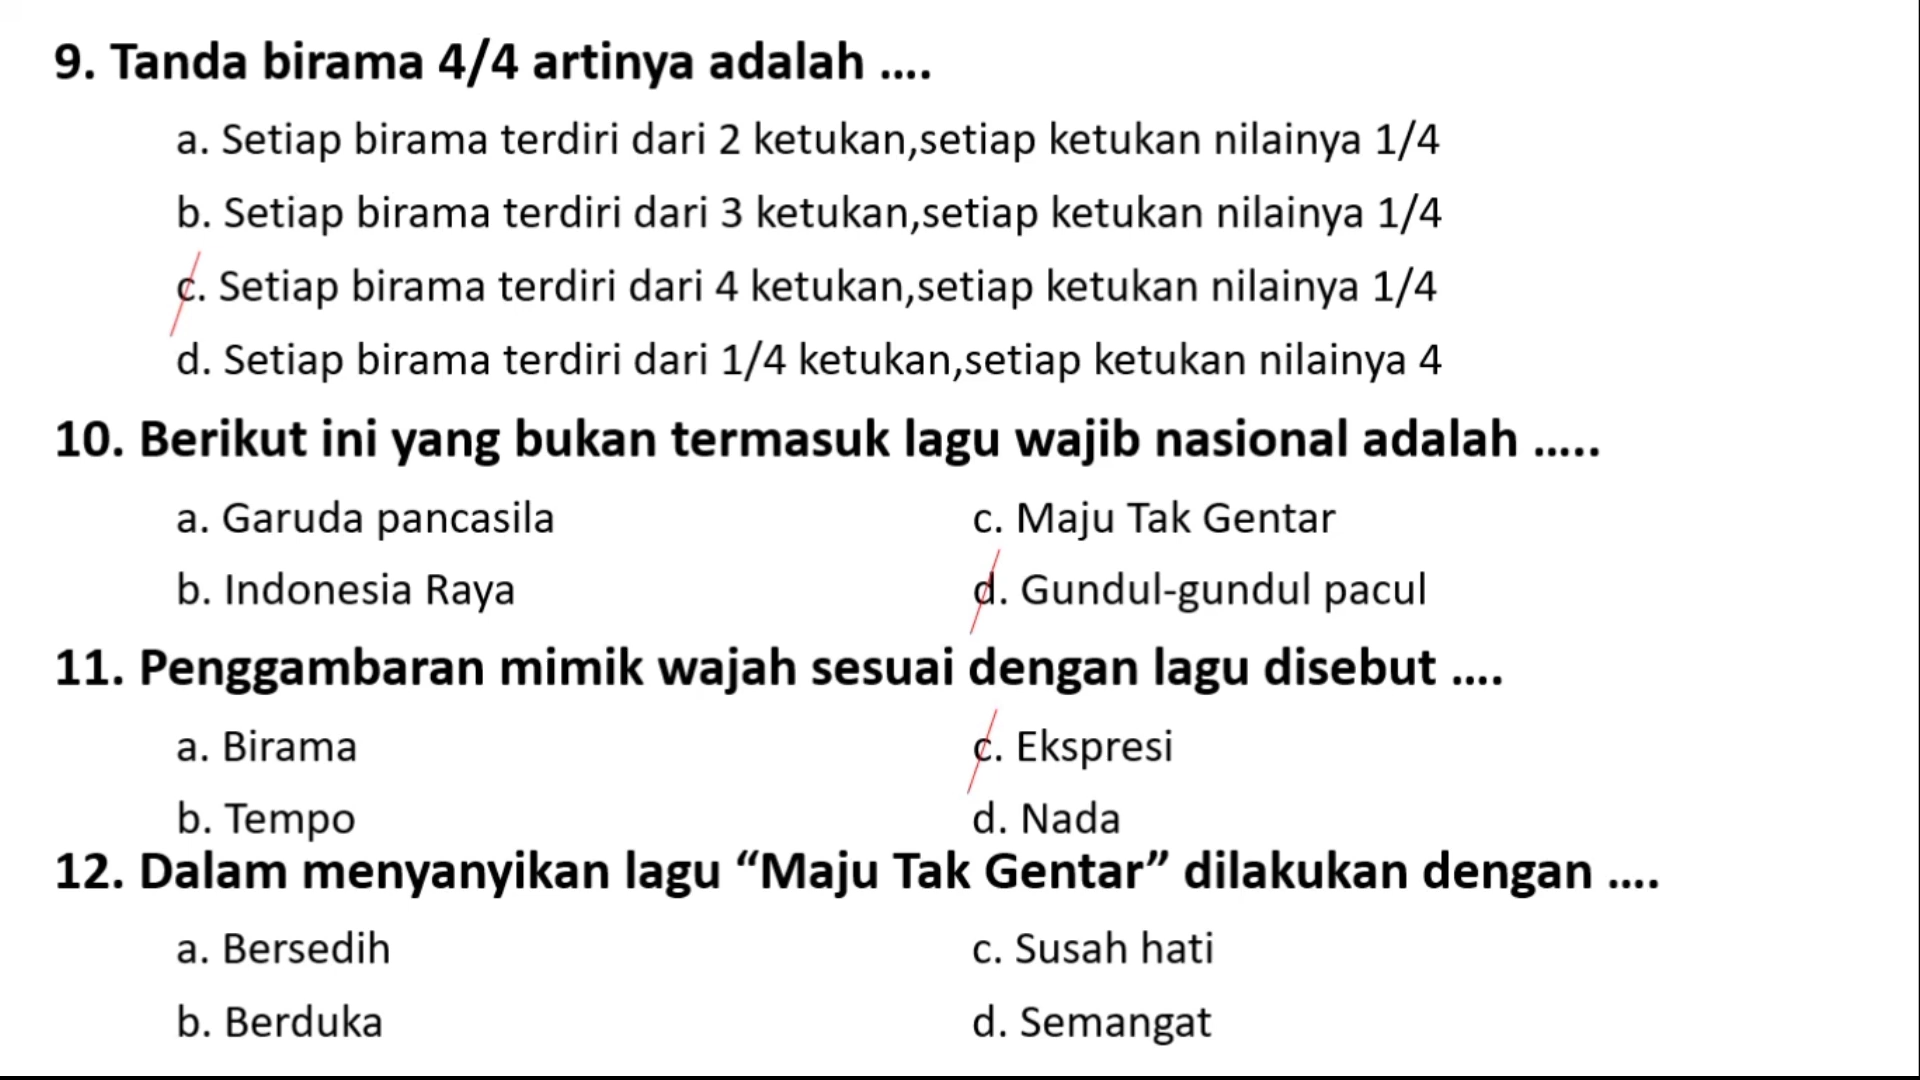 9. Tanda birama 4/4 artinya adalah ....
a. Setiap birama terdiri dari 2 ketukan,setiap ketukan nilainya 1/4
b. Setiap birama terdiri dari 3 ketukan,setiap ketukan nilainya 1/4
c. Setiap birama terdiri dari 4 ketukan,setiap ketukan nilainya 1/4
d. Setiap birama terdiri dari 1/4 ketukan,setiap ketukan nilainya 4
10. Berikut ini yang bukan termasuk lagu wajib nasional adalah .....
a. Garuda pancasila c. Maju Tak Gentar
b. Indonesia Raya d. Gundul-gundul pacul
11. Penggambaran mimik wajah sesuai dengan lagu disebut ....
a. Birama c. Ekspresi
b. Tempo d. Nada
12. Dalam menyanyikan lagu “Maju Tak Gentar” dilakukan dengan ....
a. Bersedih c. Susah hati
b. Berduka d. Semangat